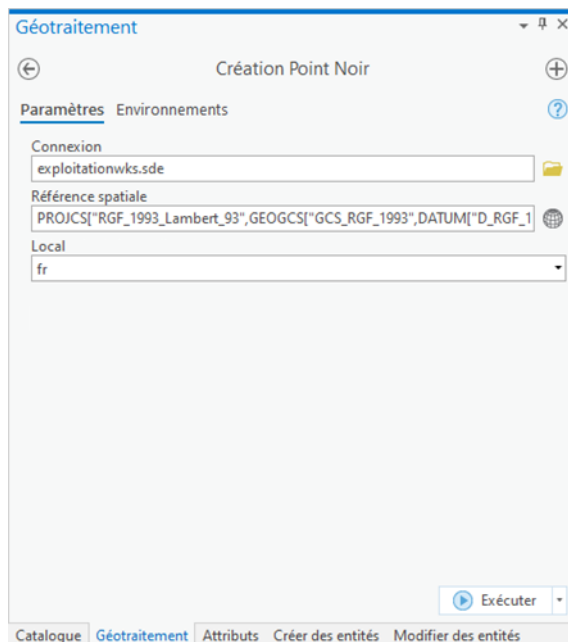 Géotraitement
Création Point Noir
Paramètres Environnements
Connexion
exploitationwks.sde
Référence spatiale
PROJCS["RGF_1993_Lambert_93",GEOGCS["GCS_RGF_1993",DATUM["D_RGF_1
Local
fr
Exécuter
Catalogue Géotraitement Attributs Créer des entités Modifier des entités